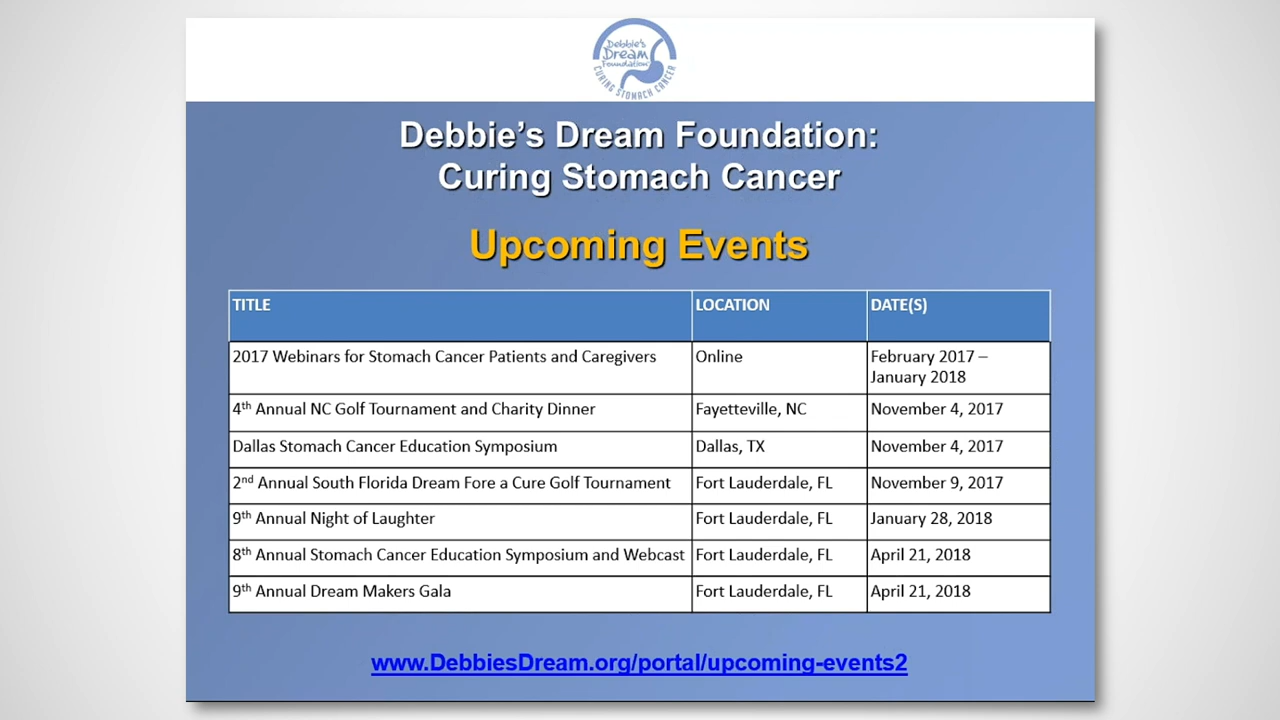 Debbie's
Dream
Foundation
CURING STOMACH CANCER
Debbie’s Dream Foundation:
Curing Stomach Cancer
Upcoming Events
TITLE LOCATION DATE(S)
2017 Webinars for Stomach Cancer Patients and Caregivers Online February 2017 –
January 2018
4th Annual NC Golf Tournament and Charity Dinner Fayetteville, NC November 4, 2017
Dallas Stomach Cancer Education Symposium Dallas, TX November 4, 2017
2nd Annual South Florida Dream Fore a Cure Golf Tournament Fort Lauderdale, FL November 9, 2017
9th Annual Night of Laughter Fort Lauderdale, FL January 28, 2018
8th Annual Stomach Cancer Education Symposium and Webcast Fort Lauderdale, FL April 21, 2018
9th Annual Dream Makers Gala Fort Lauderdale, FL April 21, 2018
www.DebbiesDream.org/portal/upcoming-events2